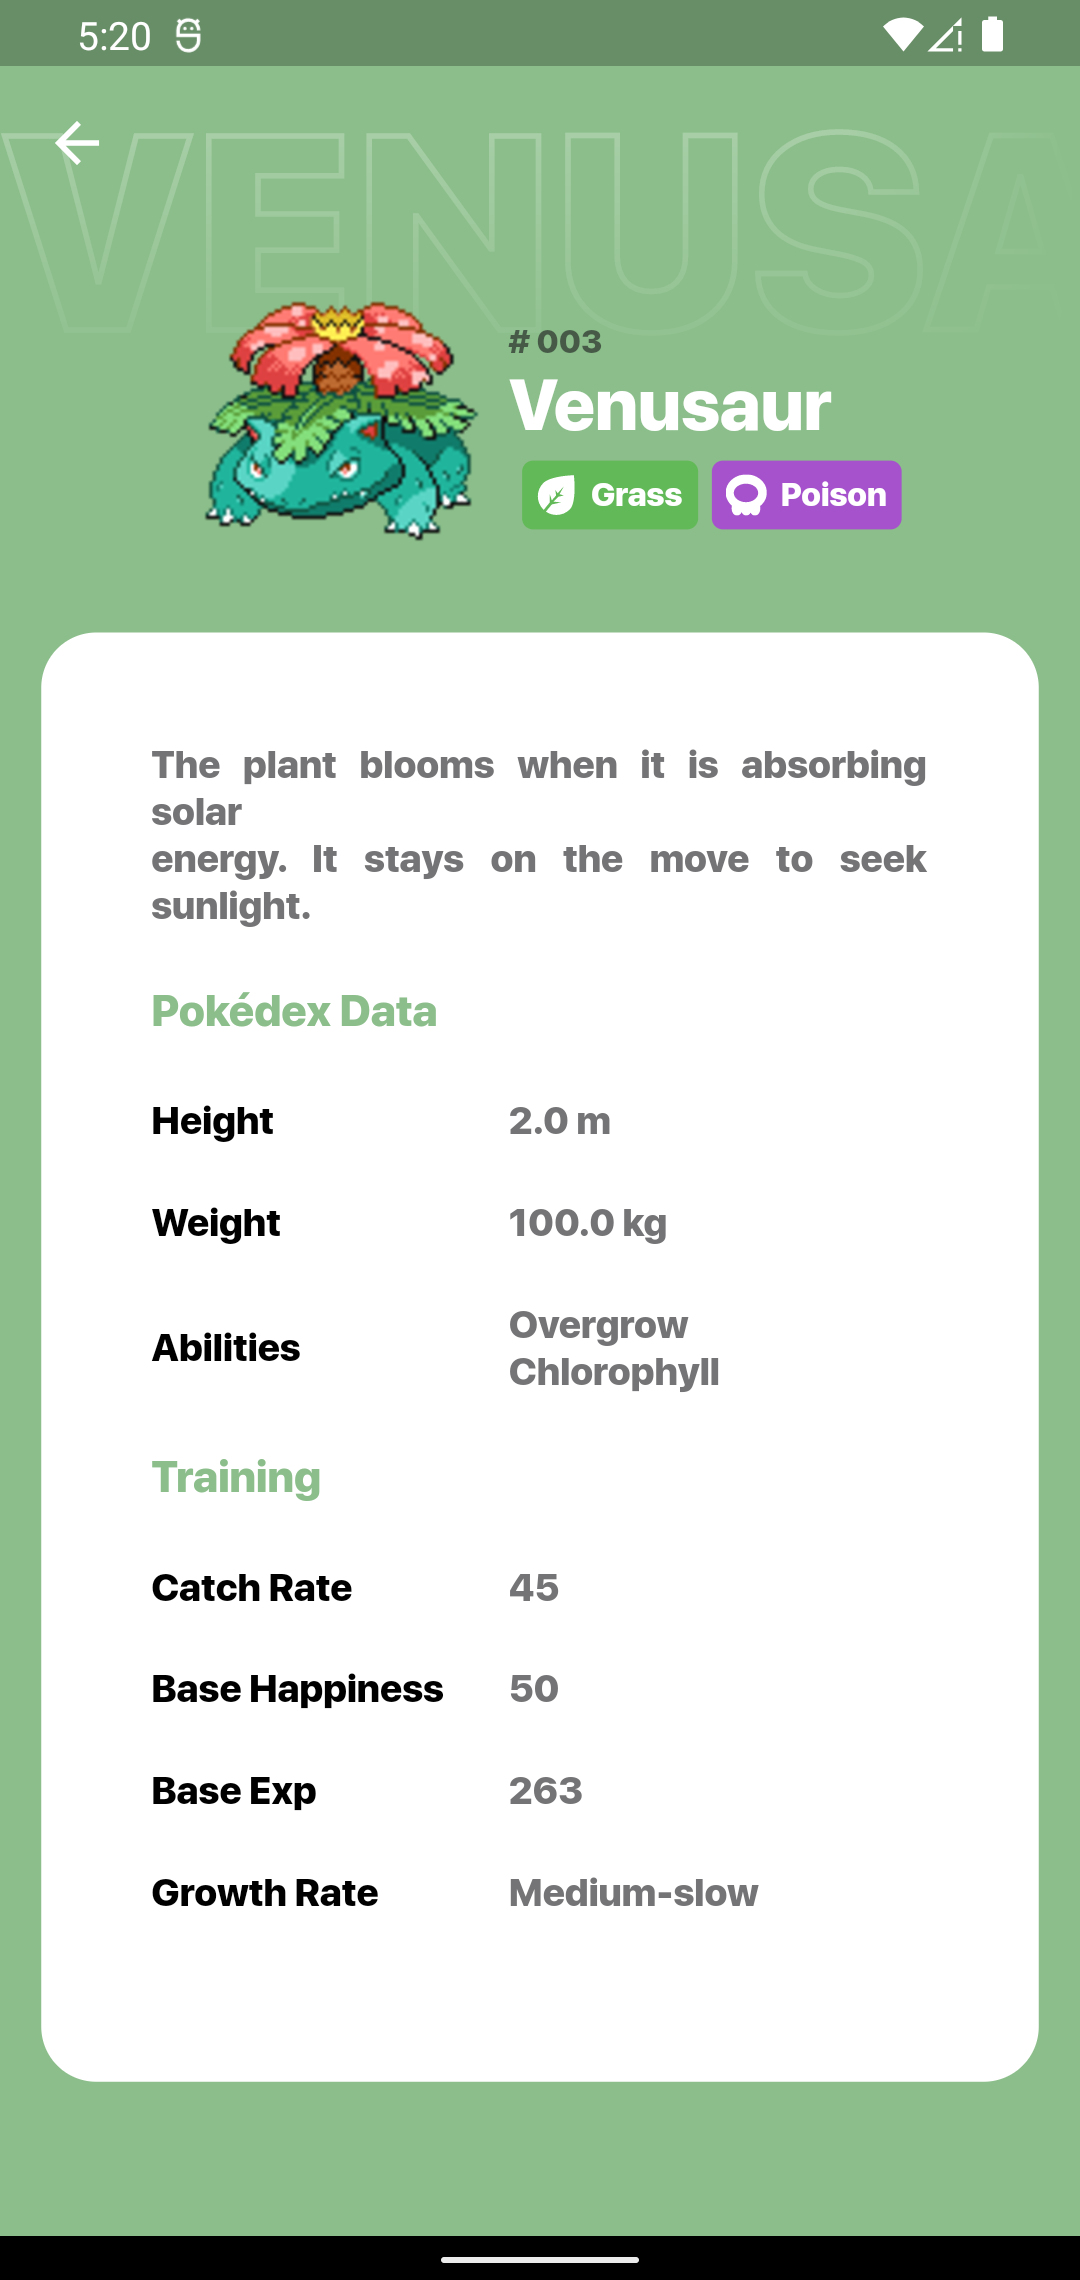 5:20
VENUSA
# 003
Venusaur
Grass Poison
The plant blooms when it is absorbing
solar
energy. It stays on the move to seek
sunlight.
Pokédex Data
Height 2.0 m
Weight 100.0 kg
Abilities Overgrow
Chlorophyll
Training
Catch Rate 45
Base Happiness 50
Base Exp 263
Growth Rate Medium-slow